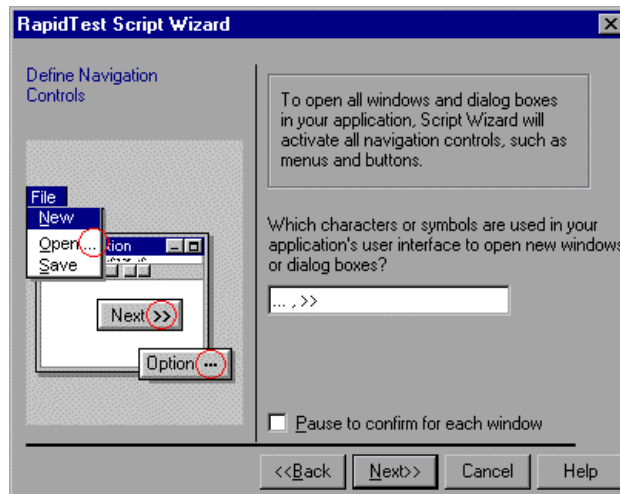 RapidTest Script Wizard
Define Navigation
Controls
To open all windows and dialog boxes
in your application, Script Wizard will
activate all navigation controls, such as
menus and buttons.
File
New
Open...
Save
Next >>
Option ...
Which characters or symbols are used in your
application's user interface to open new windows
or dialog boxes?
... , >>
Pause to confirm for each window
<<Back
Next>>
Cancel
Help